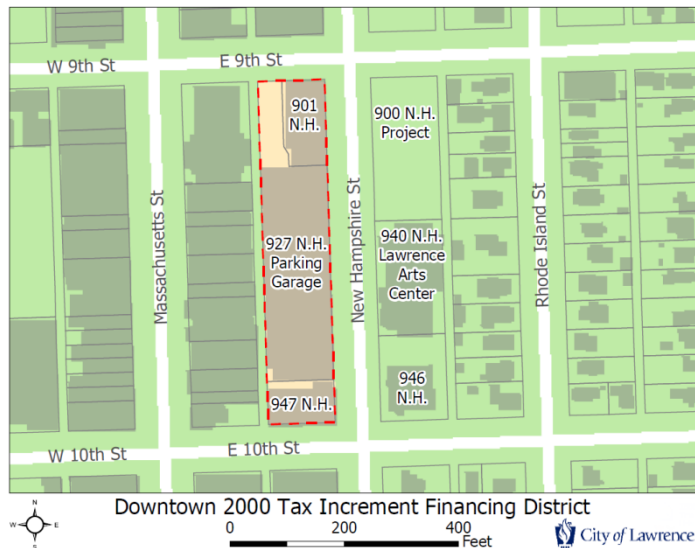 W 9th St
E 9th St
901
N.H.
900 N.H.
Project
Massachusetts St
927 N.H.
Parking
Garage
New Hampshire St
940 N.H.
Lawrence
Arts
Center
Rhode Island St
946
N.H.
947 N.H.
W 10th St
E 10th St
Downtown 2000 Tax Increment Financing District
N
W
E
S
0
200
400
Feet
City of Lawrence